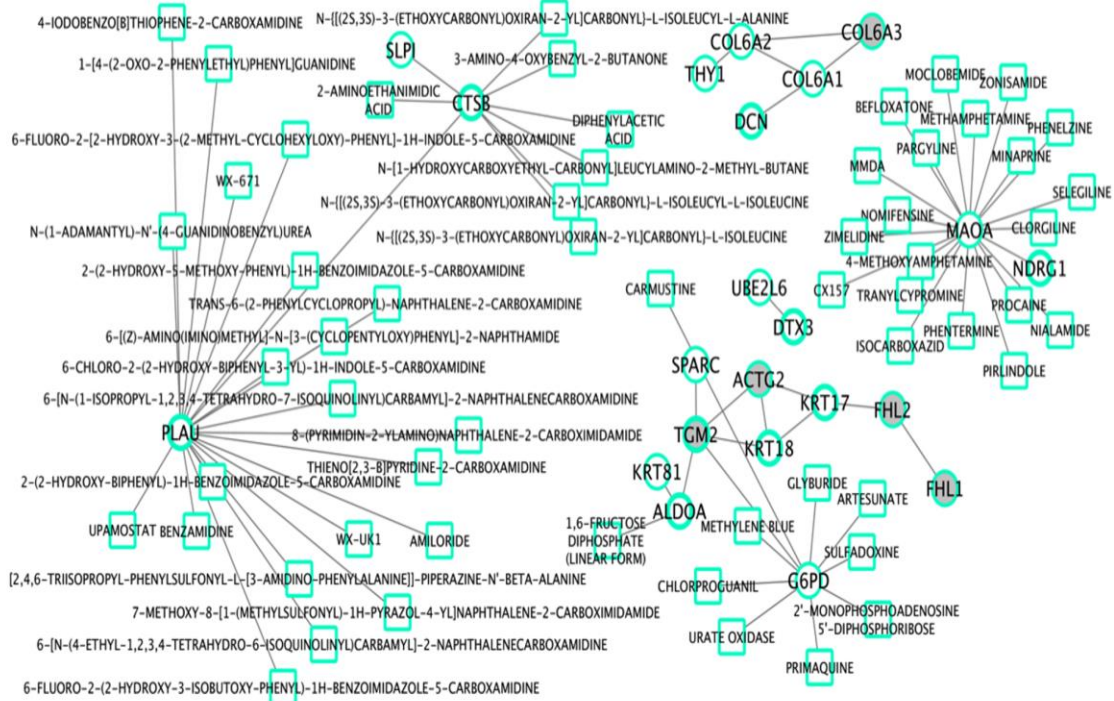 4-IODOBENZO[B]THIOPHENE-2-CARBOXAMIDINE
1-[4-(2-OXO-2-PHENYLETHYL)PHENYL]GUANIDINE
6-FLUORO-2-[2-HYDROXY-3-(2-METHYL-CYCLOHEXYLOXY)-PHENYL]-1H-INDOLE-5-CARBOXAMIDINE
WX-671
N-(1-ADAMANTYL)-N'-(4-GUANIDINOBENZYL)UREA
2-(2-HYDROXY-5-METHOXY-PHENYL)-1H-BENZOIMIDAZOLE-5-CARBOXAMIDINE
TRANS-6-(2-PHENYLCYCLOPROPYL)-NAPHTHALENE-2-CARBOXAMIDINE
6-[(Z)-AMINO(IMINO)METHYL]-N-[3-(CYCLOPENTYLOXY)PHENYL]-2-NAPHTHAMIDE
6-CHLORO-2-(2-HYDROXY-BIPHENYL-3-YL)-1H-INDOLE-5-CARBOXAMIDINE
6-[N-(1-ISOPROPYL-1,2,3,4-TETRAHYDRO-7-ISOQUINOLINYL)CARBAMYL]-2-NAPHTHALENECARBOXAMIDINE
PLAU
8-(PYRIMIDIN-2-YLAMINO)NAPHTHALENE-2-CARBOXIMIDAMIDE
THIENO[2,3-B]PYRIDINE-2-CARBOXAMIDINE
2-(2-HYDROXY-BIPHENYL)-1H-BENZOIMIDAZOLE-5-CARBOXAMIDINE
UPAMOSTAT
BENZAMIDINE
WX-UK1
AMILORIDE
[2,4,6-TRIISOPROPYL-PHENYLSULFONYL-L-[3-AMIDINO-PHENYLALANINE]]-PIPERAZINE-N'-BETA-ALANINE
7-METHOXY-8-[1-(METHYLSULFONYL)-1H-PYRAZOL-4-YL]NAPHTHALENE-2-CARBOXIMIDAMIDE
6-[N-(4-ETHYL-1,2,3,4-TETRAHYDRO-6-ISOQUINOLINYL)CARBAMYL]-2-NAPHTHALENECARBOXAMIDINE
6-FLUORO-2-(2-HYDROXY-3-ISOBUTOXY-PHENYL)-1H-BENZOIMIDAZOLE-5-CARBOXAMIDINE
N-{[(2S,3S)-3-(ETHOXYCARBONYL)OXIRAN-2-YL]CARBONYL}-L-ISOLEUCYL-L-ALANINE
SLPI
3-AMINO-4-OXYBENZYL-2-BUTANONE
2-AMINOETHANIMIDIC
ACID
CTSB
DIPHENYLACETIC
ACID
N-[1-HYDROXYCARBOXYETHYL-CARBONYL]LEUCYLAMINO-2-METHYL-BUTANE
N-{[(2S,3S)-3-(ETHOXYCARBONYL)OXIRAN-2-YL]CARBONYL}-L-ISOLEUCYL-L-ISOLEUCINE
N-{[(2S,3S)-3-(ETHOXYCARBONYL)OXIRAN-2-YL]CARBONYL}-L-ISOLEUCINE
COL6A2
COL6A3
THY1
COL6A1
DCN
MOCLOBEMIDE
ZONISAMIDE
BEFLOXATONE
METHAMPHETAMINE
PHENELZINE
PARGYLINE
MINAPRINE
MMDA
SELEGILINE
NOMIFENSINE
ZIMELIDINE
MAOA
CLORGILINE
4-METHOXYAMPHETAMINE
NDRG1
CX157
TRANYLCYPROMINE
PROCAINE
PHENTERMINE
NIALAMIDE
ISOCARBOXAZID
PIRLINDOLE
CARMUSTINE
UBE2L6
DTX3
SPARC
ACTG2
KRT17
FHL2
TGM2
KRT18
KRT81
FHL1
ALDOA
GLYBURIDE
ARTESUNATE
1,6-FRUCTOSE
DIPHOSPHATE
(LINEAR FORM)
METHYLENE BLUE
SULFADOXINE
CHLORPROGUANIL
G6PD
2'-MONOPHOSPHOADENOSINE
5'-DIPHOSPHORIBOSE
URATE OXIDASE
PRIMAQUINE